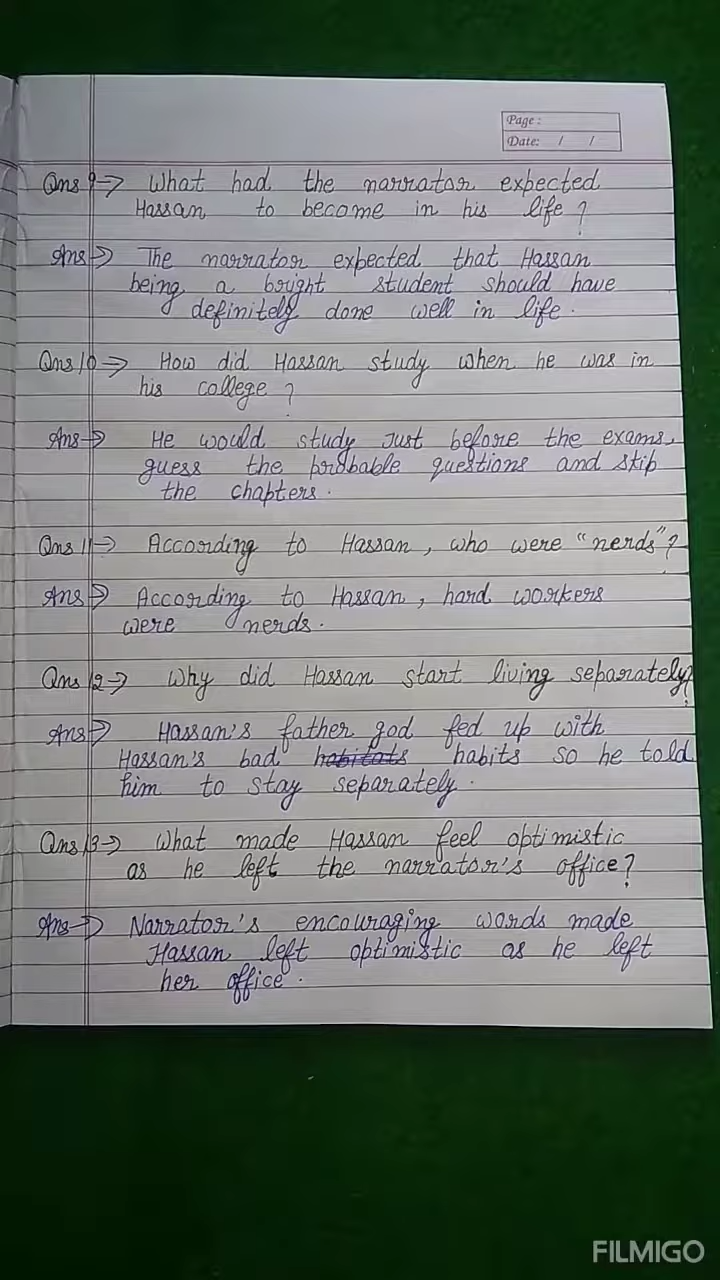 Page :
Date: / /
Qns 9→ What had the narrator expected
Hassan to become in his life ?
Ans→ The narrator expected that Hassan
being a bright student should have
definitely done well in life.
Qns 10→ How did Hassan study when he was in
his college ?
Ans→ He would study Just before the exams,
guess the probable questions and skip
the chapters.
Qns 11→ According to Hassan, who were "nerds"?
Ans→ According to Hassan, hard workers
were nerds.
Qns 12→ Why did Hassan start living separately?
Ans→ Hassan's father god fed up with
Hassan's bad habitats habits so he told
him to stay separately.
Qns 13→ What made Hassan feel optimistic
as he left the narrator's office?
Ans→ Narrator's encouraging words made
Hassan left optimistic as he left
her office.
FILMIGO